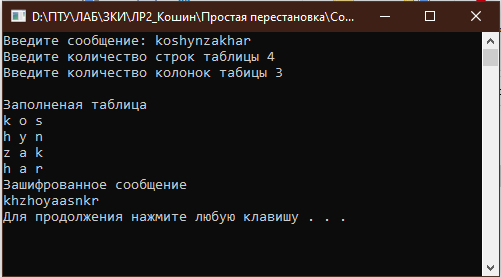 D:\ПТУ\ЛАБ\ЗКИ\ЛР2_Кошин\Простая перестановка\Co...
Введите сообщение: koshynzakhar
Введите количество строк таблицы 4
Введите количество колонок табицы 3
Заполненая таблица
k o s
h y n
z a k
h a r
Зашифрованное сообщение
khzhoyaasnkr
Для продолжения нажмите любую клавишу . . .